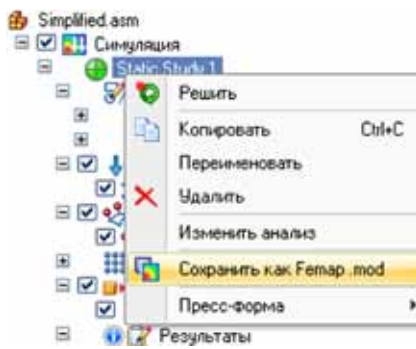 Simplified.asm
Симуляция
Static Study 1
Решить
Копировать Ctrl+C
Переименовать
Удалить
Изменить анализ
Сохранить как Femap .mod
Пресс-Форма
Результаты